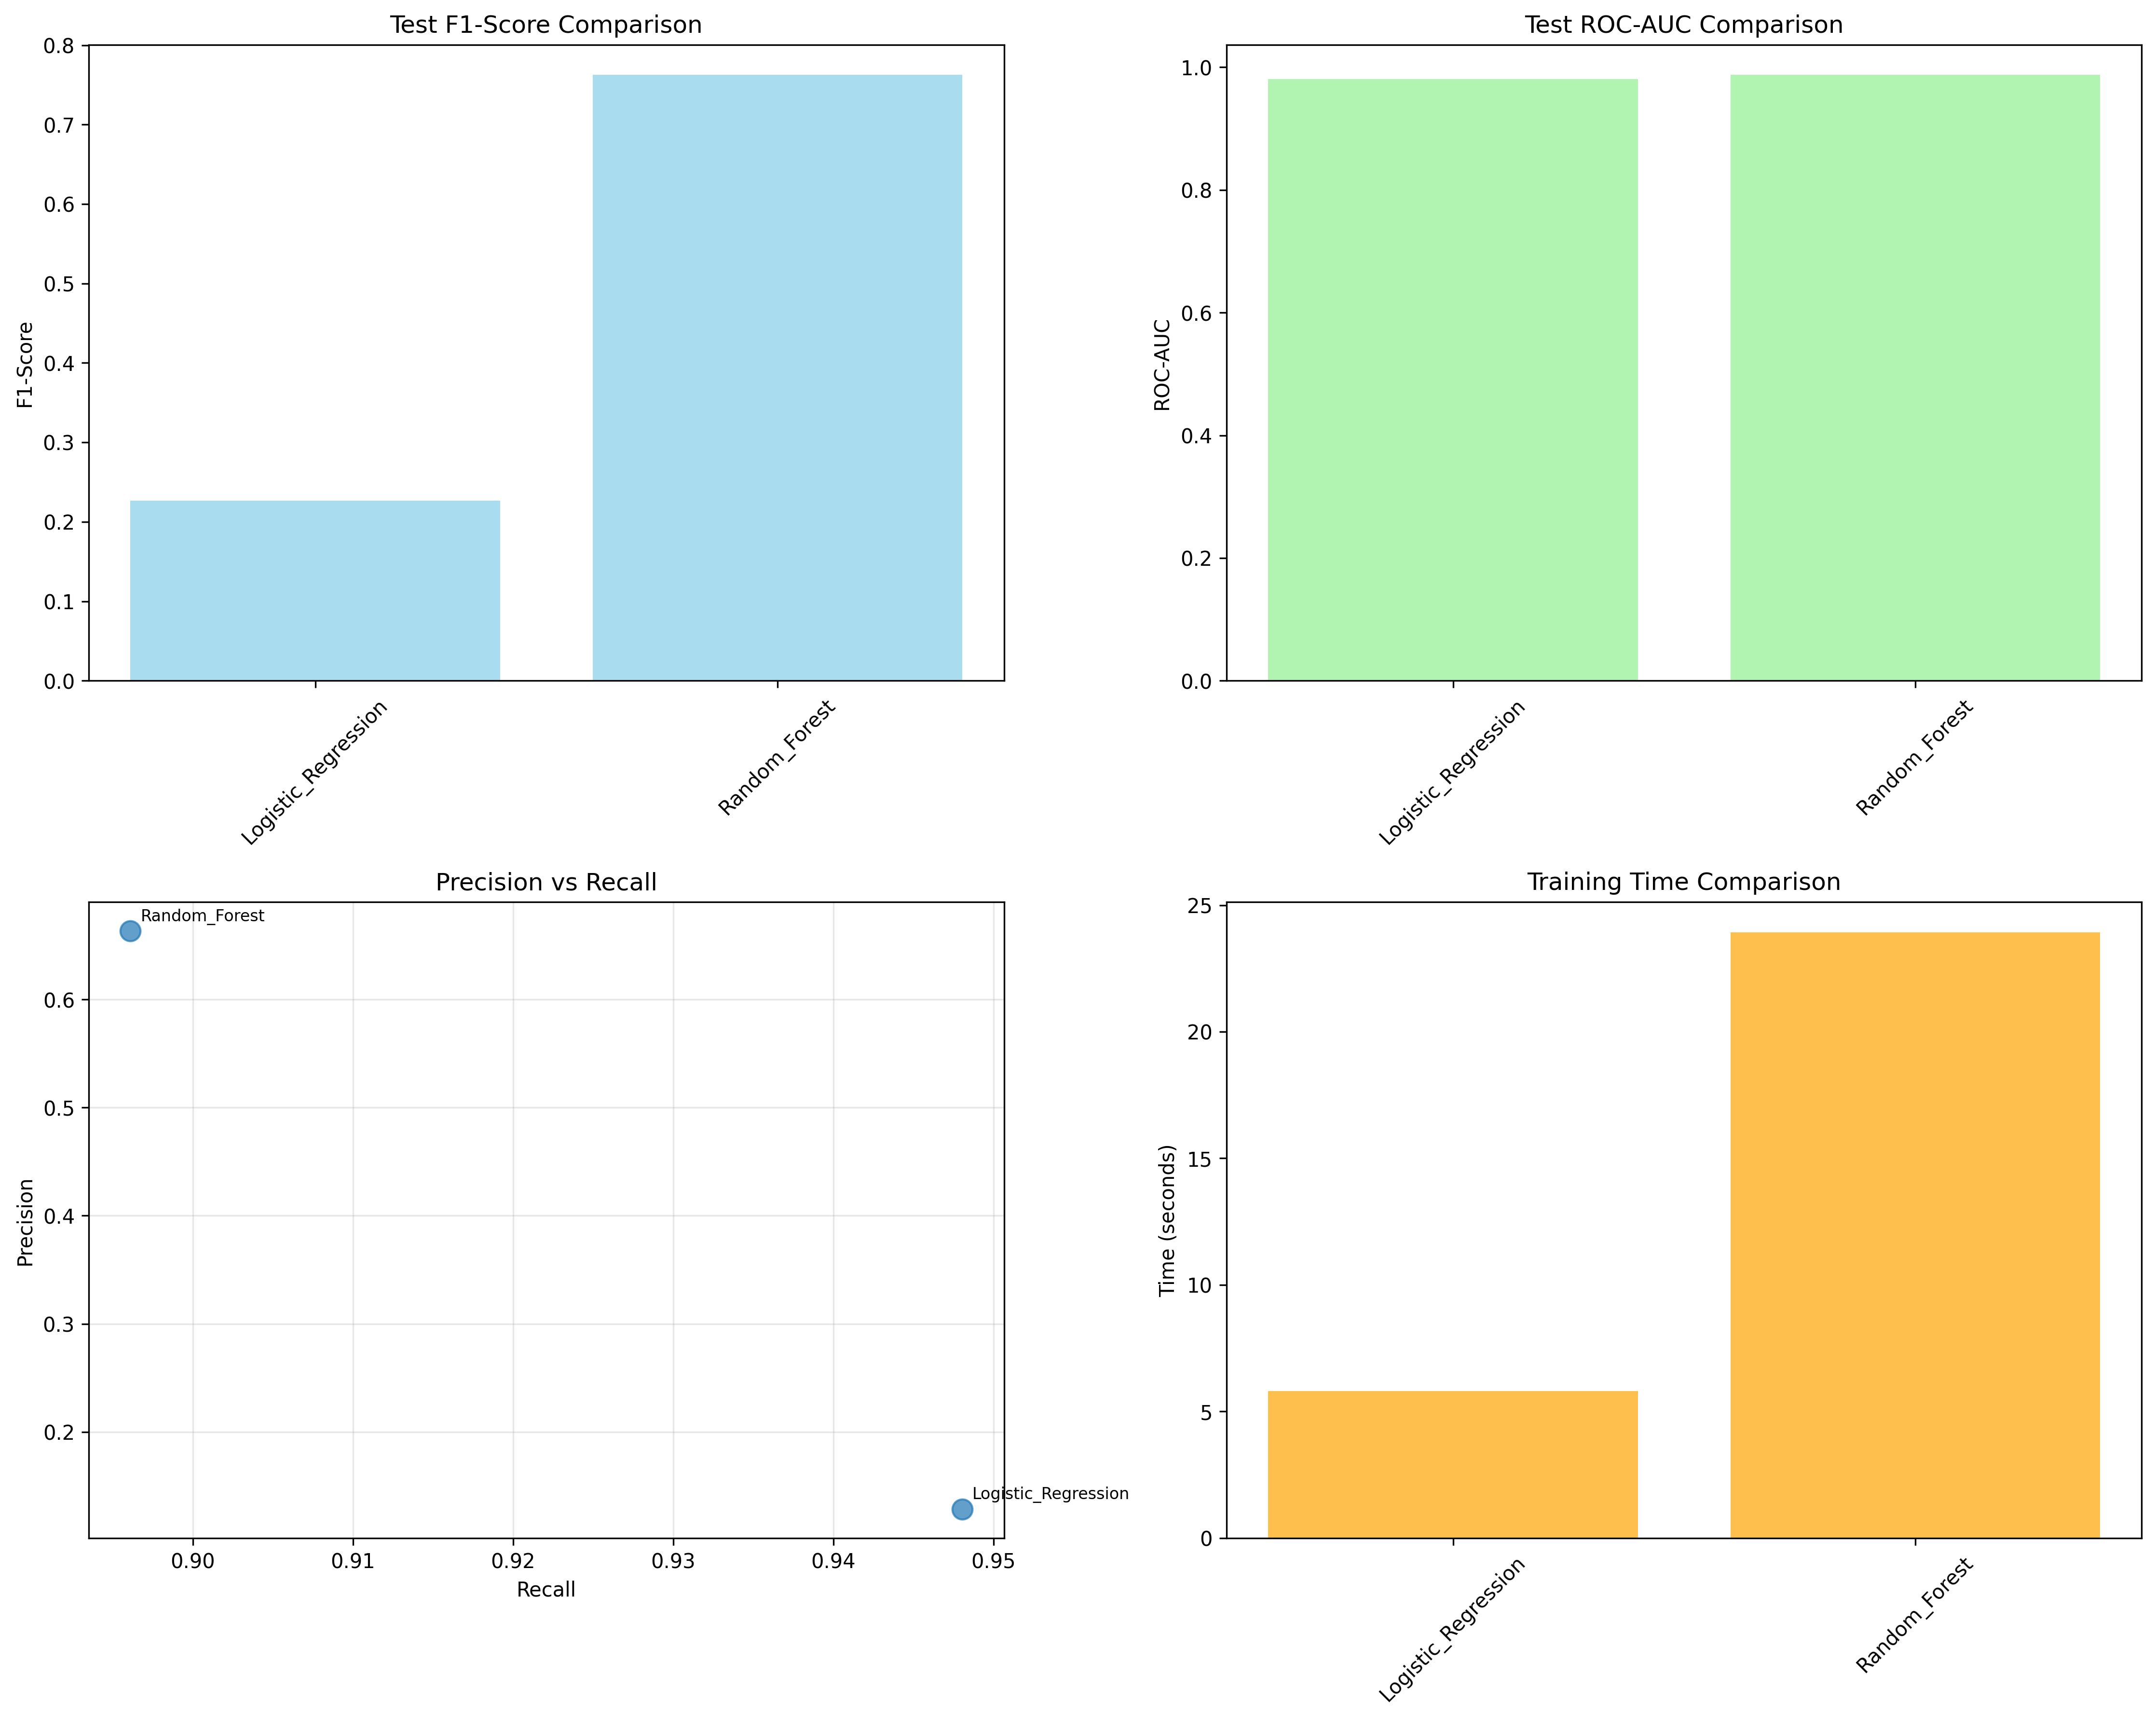 Test F1-Score Comparison
0.8
0.7
0.6
0.5
0.4
0.3
0.2
0.1
0.0
F1-Score
Logistic_Regression
Random_Forest
Test ROC-AUC Comparison
1.0
0.8
0.6
0.4
0.2
0.0
ROC-AUC
Logistic_Regression
Random_Forest
Precision vs Recall
Random_Forest
0.6
0.5
0.4
0.3
0.2
Precision
Logistic_Regression
0.90 0.91 0.92 0.93 0.94 0.95
Recall
Training Time Comparison
25
20
15
10
5
0
Time (seconds)
Logistic_Regression
Random_Forest